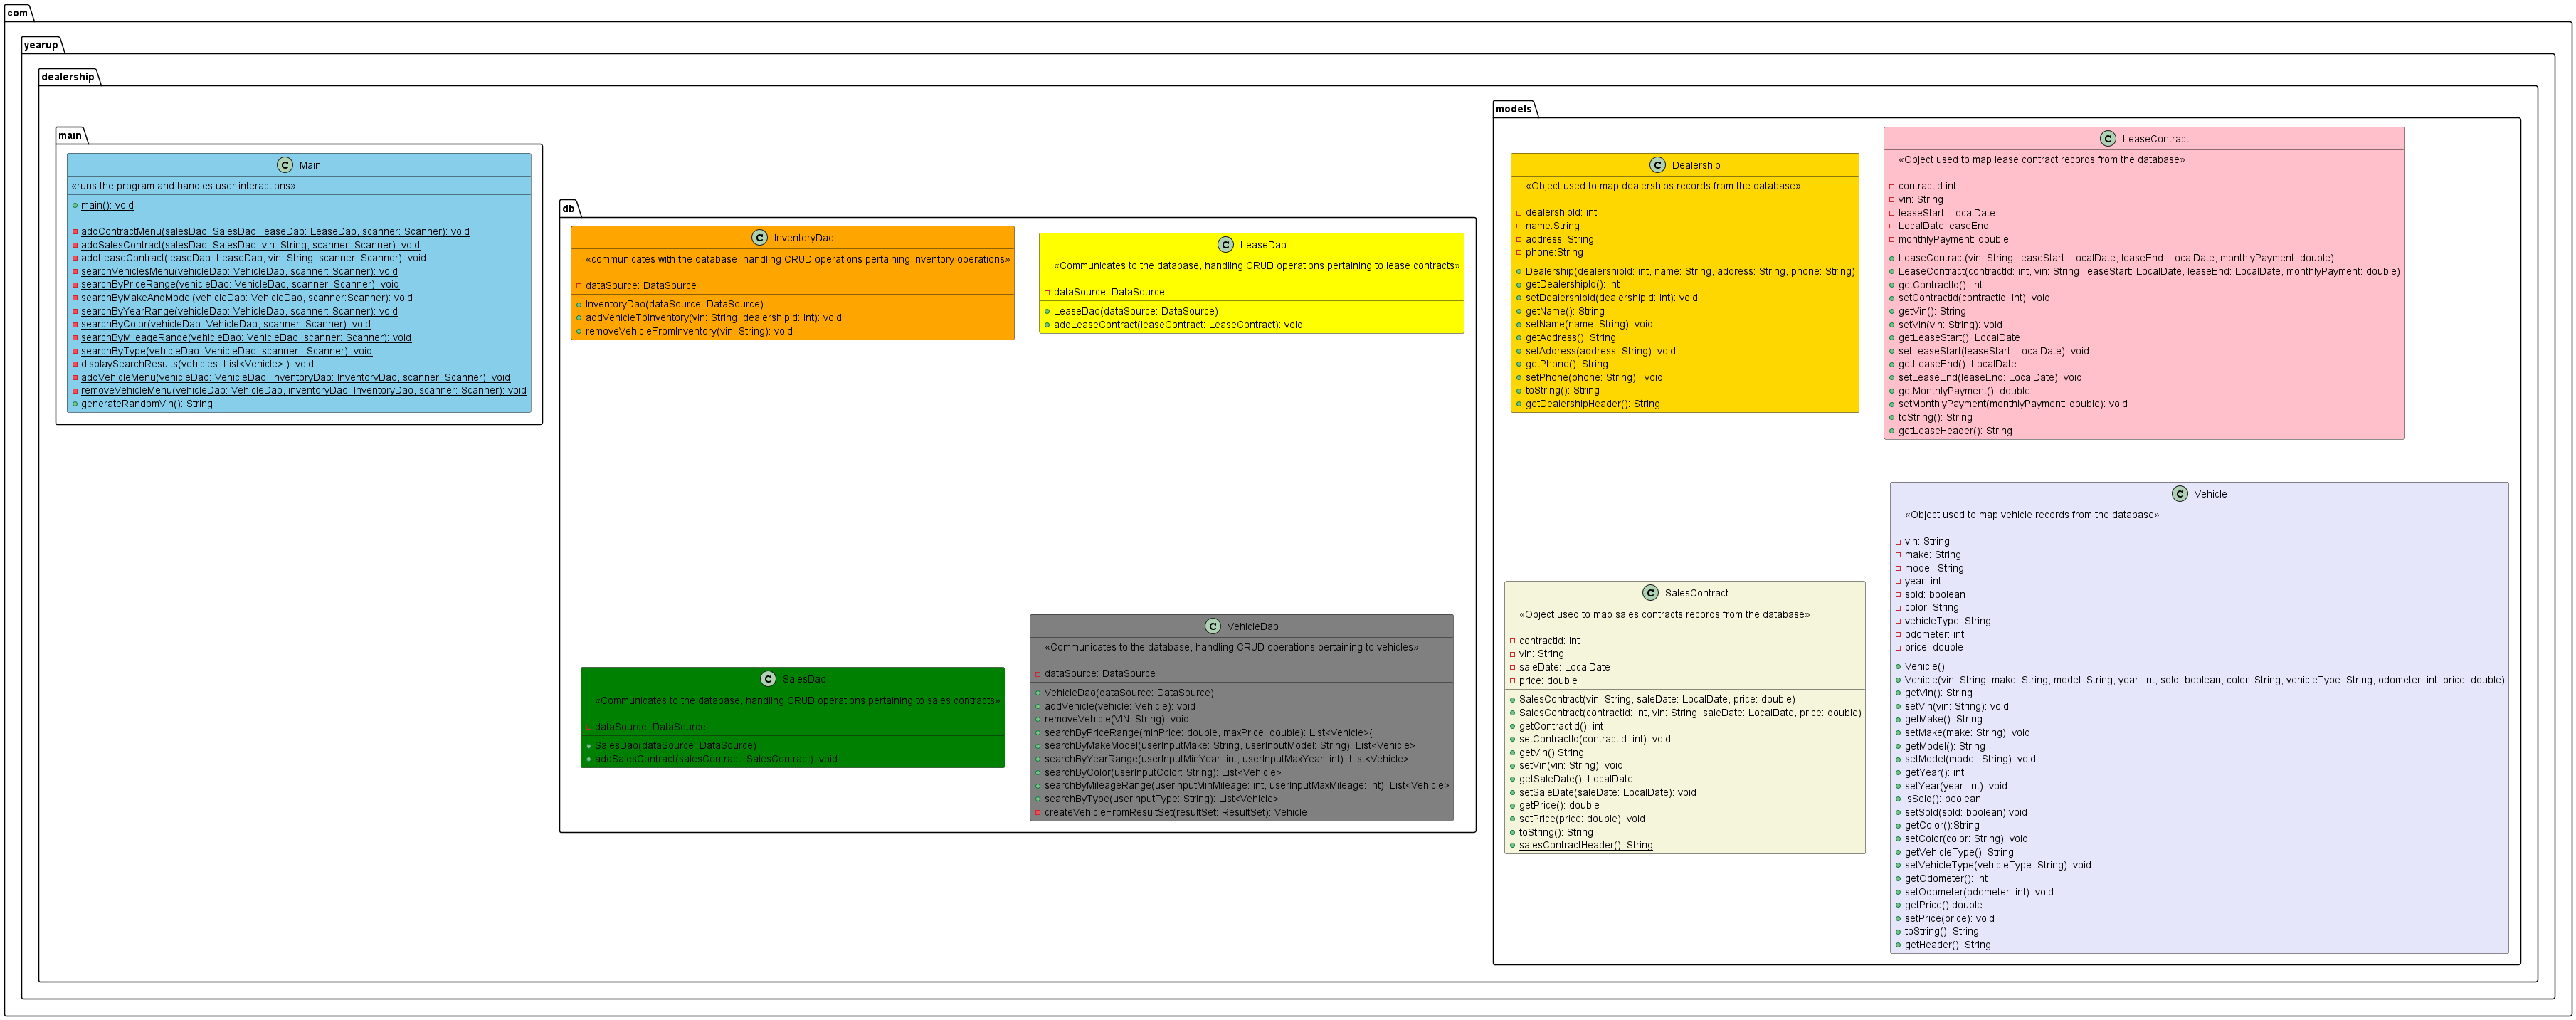 com
yearup
dealership
main
C Main
«runs the program and handles user interactions»
main(): void
addContractMenu(salesDao: SalesDao, leaseDao: LeaseDao, scanner: Scanner): void
addSalesContract(salesDao: SalesDao, vin: String, scanner: Scanner): void
addLeaseContract(leaseDao: LeaseDao, vin: String, scanner: Scanner): void
searchVehiclesMenu(vehicleDao: VehicleDao, scanner: Scanner): void
searchByPriceRange(vehicleDao: VehicleDao, scanner: Scanner): void
searchByMakeAndModel(vehicleDao: VehicleDao, scanner:Scanner): void
searchByYearRange(vehicleDao: VehicleDao, scanner: Scanner): void
searchByColor(vehicleDao: VehicleDao, scanner: Scanner): void
searchByMileageRange(vehicleDao: VehicleDao, scanner: Scanner): void
searchByType(vehicleDao: VehicleDao, scanner:  Scanner): void
displaySearchResults(vehicles: List<Vehicle> ): void
addVehicleMenu(vehicleDao: VehicleDao, inventoryDao: InventoryDao, scanner: Scanner): void
removeVehicleMenu(vehicleDao: VehicleDao, inventoryDao: InventoryDao, scanner: Scanner): void
generateRandomVin(): String
db
C InventoryDao
«communicates with the database, handling CRUD operations pertaining inventory operations»
dataSource: DataSource
InventoryDao(dataSource: DataSource)
addVehicleToInventory(vin: String, dealershipId: int): void
removeVehicleFromInventory(vin: String): void
C LeaseDao
«Communicates to the database, handling CRUD operations pertaining to lease contracts»
dataSource: DataSource
LeaseDao(dataSource: DataSource)
addLeaseContract(leaseContract: LeaseContract): void
C SalesDao
«Communicates to the database, handling CRUD operations pertaining to sales contracts»
dataSource: DataSource
SalesDao(dataSource: DataSource)
addSalesContract(salesContract: SalesContract): void
C VehicleDao
«Communicates to the database, handling CRUD operations pertaining to vehicles»
dataSource: DataSource
VehicleDao(dataSource: DataSource)
addVehicle(vehicle: Vehicle): void
removeVehicle(VIN: String): void
searchByPriceRange(minPrice: double, maxPrice: double): List<Vehicle>{
searchByMakeModel(userInputMake: String, userInputModel: String): List<Vehicle>
searchByYearRange(userInputMinYear: int, userInputMaxYear: int): List<Vehicle>
searchByColor(userInputColor: String): List<Vehicle>
searchByMileageRange(userInputMinMileage: int, userInputMaxMileage: int): List<Vehicle>
searchByType(userInputType: String): List<Vehicle>
createVehicleFromResultSet(resultSet: ResultSet): Vehicle
models
C Dealership
«Object used to map dealerships records from the database»
dealershipId: int
name:String
address: String
phone:String
Dealership(dealershipId: int, name: String, address: String, phone: String)
getDealershipId(): int
setDealershipId(dealershipId: int): void
getName(): String
setName(name: String): void
getAddress(): String
setAddress(address: String): void
getPhone(): String
setPhone(phone: String) : void
toString(): String
getDealershipHeader(): String
C LeaseContract
«Object used to map lease contract records from the database»
contractId:int
vin: String
leaseStart: LocalDate
LocalDate leaseEnd;
monthlyPayment: double
LeaseContract(vin: String, leaseStart: LocalDate, leaseEnd: LocalDate, monthlyPayment: double)
LeaseContract(contractId: int, vin: String, leaseStart: LocalDate, leaseEnd: LocalDate, monthlyPayment: double)
getContractId(): int
setContractId(contractId: int): void
getVin(): String
setVin(vin: String): void
getLeaseStart(): LocalDate
setLeaseStart(leaseStart: LocalDate): void
getLeaseEnd(): LocalDate
setLeaseEnd(leaseEnd: LocalDate): void
getMonthlyPayment(): double
setMonthlyPayment(monthlyPayment: double): void
toString(): String
getLeaseHeader(): String
C SalesContract
«Object used to map sales contracts records from the database»
contractId: int
vin: String
saleDate: LocalDate
price: double
SalesContract(vin: String, saleDate: LocalDate, price: double)
SalesContract(contractId: int, vin: String, saleDate: LocalDate, price: double)
getContractId(): int
setContractId(contractId: int): void
getVin():String
setVin(vin: String): void
getSaleDate(): LocalDate
setSaleDate(saleDate: LocalDate): void
getPrice(): double
setPrice(price: double): void
toString(): String
salesContractHeader(): String
C Vehicle
«Object used to map vehicle records from the database»
vin: String
make: String
model: String
year: int
sold: boolean
color: String
vehicleType: String
odometer: int
price: double
Vehicle()
Vehicle(vin: String, make: String, model: String, year: int, sold: boolean, color: String, vehicleType: String, odometer: int, price: double)
getVin(): String
setVin(vin: String): void
getMake(): String
setMake(make: String): void
getModel(): String
setModel(model: String): void
getYear(): int
setYear(year: int): void
isSold(): boolean
setSold(sold: boolean):void
getColor():String
setColor(color: String): void
getVehicleType(): String
setVehicleType(vehicleType: String): void
getOdometer(): int
setOdometer(odometer: int): void
getPrice():double
setPrice(price): void
toString(): String
getHeader(): String